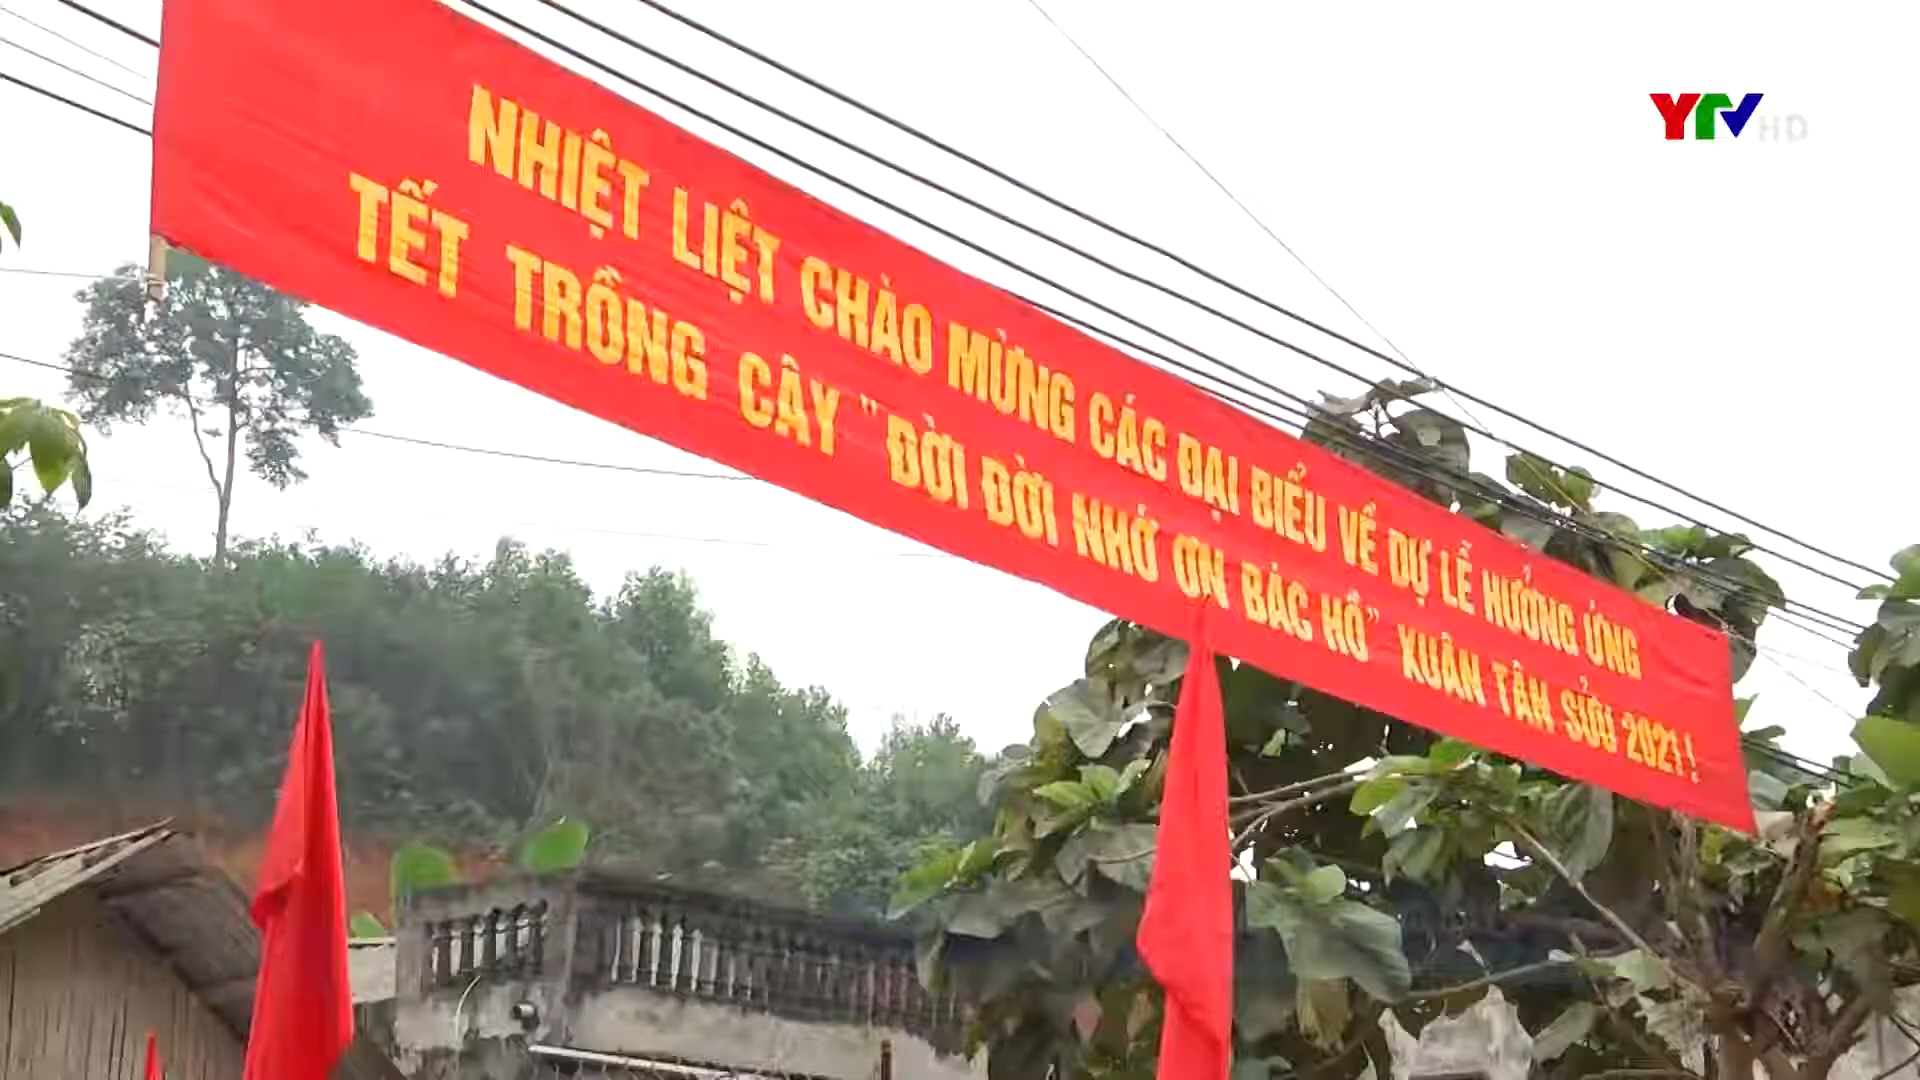 YTV HD
NHIỆT LIỆT CHÀO MỪNG CÁC ĐẠI BIỂU VỀ DỰ LỄ HƯỞNG ỨNG
TẾT TRỒNG CÂY "ĐỜI ĐỜI NHỚ ƠN BÁC HỒ" XUÂN TÂN SỬU 2021!